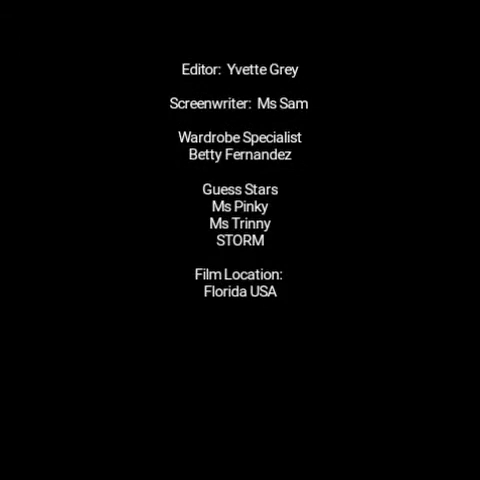 Editor: Yvette Grey
Screenwriter: Ms Sam
Wardrobe Specialist
Betty Fernandez
Guess Stars
Ms Pinky
Ms Trinny
STORM
Film Location:
Florida USA